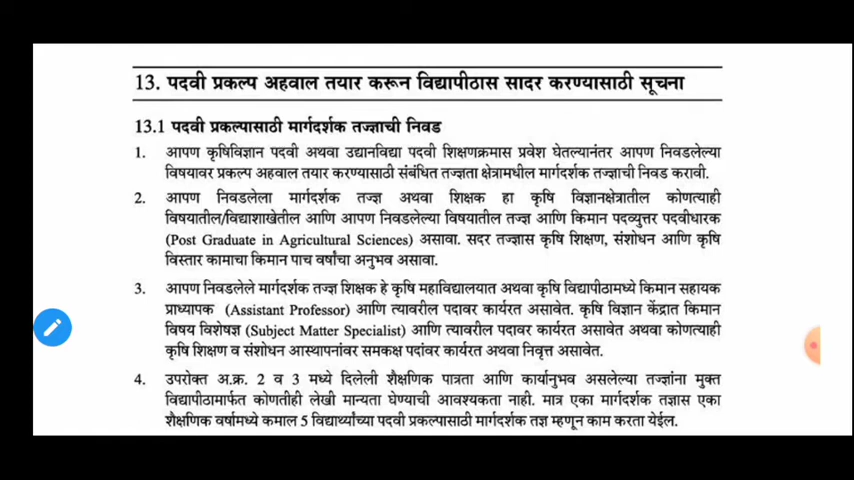 13. पदवी प्रकल्प अहवाल तयार करून विद्यापीठास सादर करण्यासाठी सूचना
13.1 पदवी प्रकल्पासाठी मार्गदर्शक तज्ज्ञाची निवड
1. आपण कृषिविज्ञान पदवी अथवा उद्यानविद्या पदवी शिक्षणक्रमास प्रवेश घेतल्यानंतर आपण निवडलेल्या
विषयावर प्रकल्प अहवाल तयार करण्यासाठी संबंधित तज्ज्ञता क्षेत्रामधील मार्गदर्शक तज्ज्ञाची निवड करावी.
2. आपण निवडलेला मार्गदर्शक तज्ज्ञ अथवा शिक्षक हा कृषि विज्ञानक्षेत्रातील कोणत्याही
विषयातील/विद्याशाखेतील आणि आपण निवडलेल्या विषयातील तज्ज्ञ आणि किमान पदव्युत्तर पदवीधारक
(Post Graduate in Agricultural Sciences) असावा. सदर तज्ज्ञास कृषि शिक्षण, संशोधन आणि कृषि
विस्तार कामाचा किमान पाच वर्षांचा अनुभव असावा.
3. आपण निवडलेले मार्गदर्शक तज्ज्ञ शिक्षक हे कृषि महाविद्यालयात अथवा कृषि विद्यापीठामध्ये किमान सहायक
प्राध्यापक (Assistant Professor) आणि त्यावरील पदावर कार्यरत असावेत. कृषि विज्ञान केंद्रात किमान
विषय विशेषज्ञ (Subject Matter Specialist) आणि त्यावरील पदावर कार्यरत असावेत अथवा कोणत्याही
कृषि शिक्षण व संशोधन आस्थापनांवर समकक्ष पदांवर कार्यरत अथवा निवृत्त असावेत.
4. उपरोक्त अ.क्र. 2 व 3 मध्ये दिलेली शैक्षणिक पात्रता आणि कार्यानुभव असलेल्या तज्ज्ञांना मुक्त
विद्यापीठामार्फत कोणतीही लेखी मान्यता घेण्याची आवश्यकता नाही. मात्र एका मार्गदर्शक तज्ञास एका
शैक्षणिक वर्षामध्ये कमाल 5 विद्यार्थ्यांच्या पदवी प्रकल्पासाठी मार्गदर्शक तज्ञ म्हणून काम करता येईल.